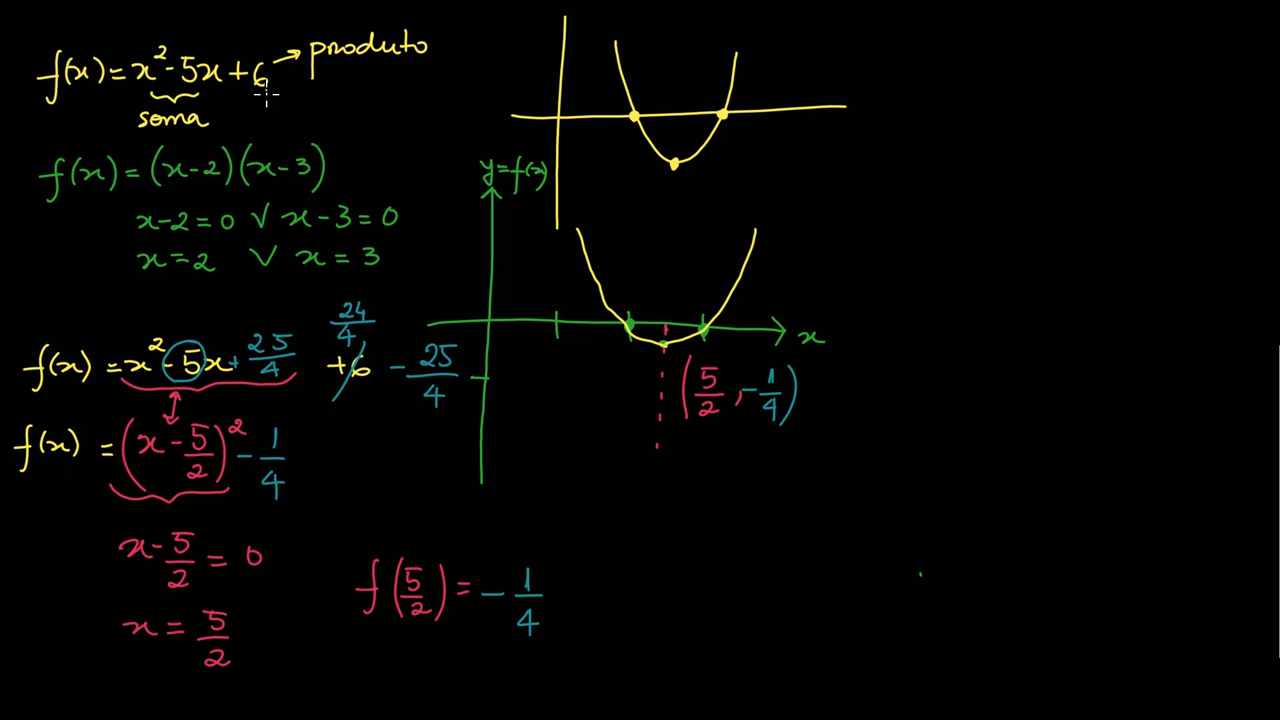 f(x) = x² - 5x + 6 → produto
soma
f(x) = (x-2)(x-3)
x-2=0 ∨ x-3=0
x=2 ∨ x=3
24/4
f(x) = x² - 5x + 25/4 +6 - 25/4
f(x) = (x - 5/2)² - 1/4
x - 5/2 = 0
x = 5/2
f(5/2) = -1/4
y=f(x)
x
(5/2, -1/4)